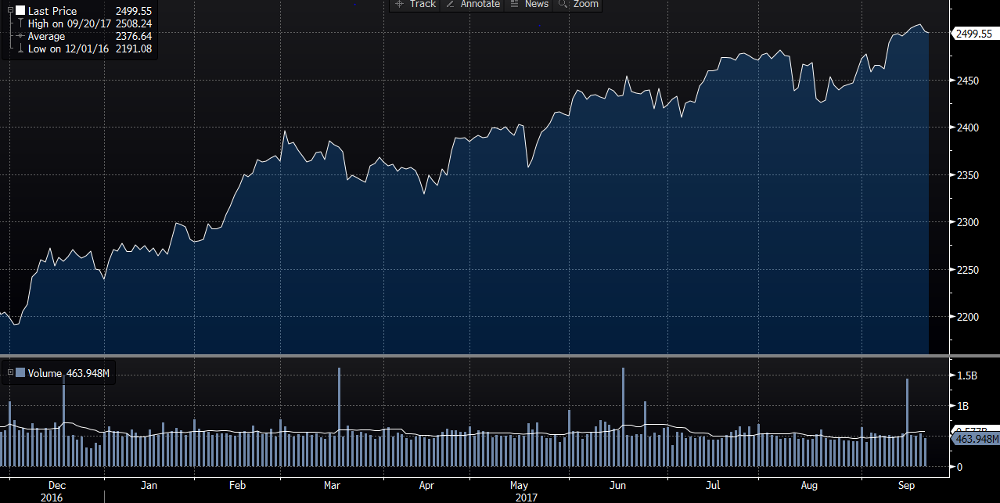 Track Annotate News Zoom
Last Price 2499.55
High on 09/20/17 2508.24
Average 2376.64
Low on 12/01/16 2191.08
2499.55
2450
2400
2350
2300
2250
2200
Volume 463.948M
1.5B
1B
463.948M
0
Dec Jan Feb Mar Apr May Jun Jul Aug Sep
2016 2017